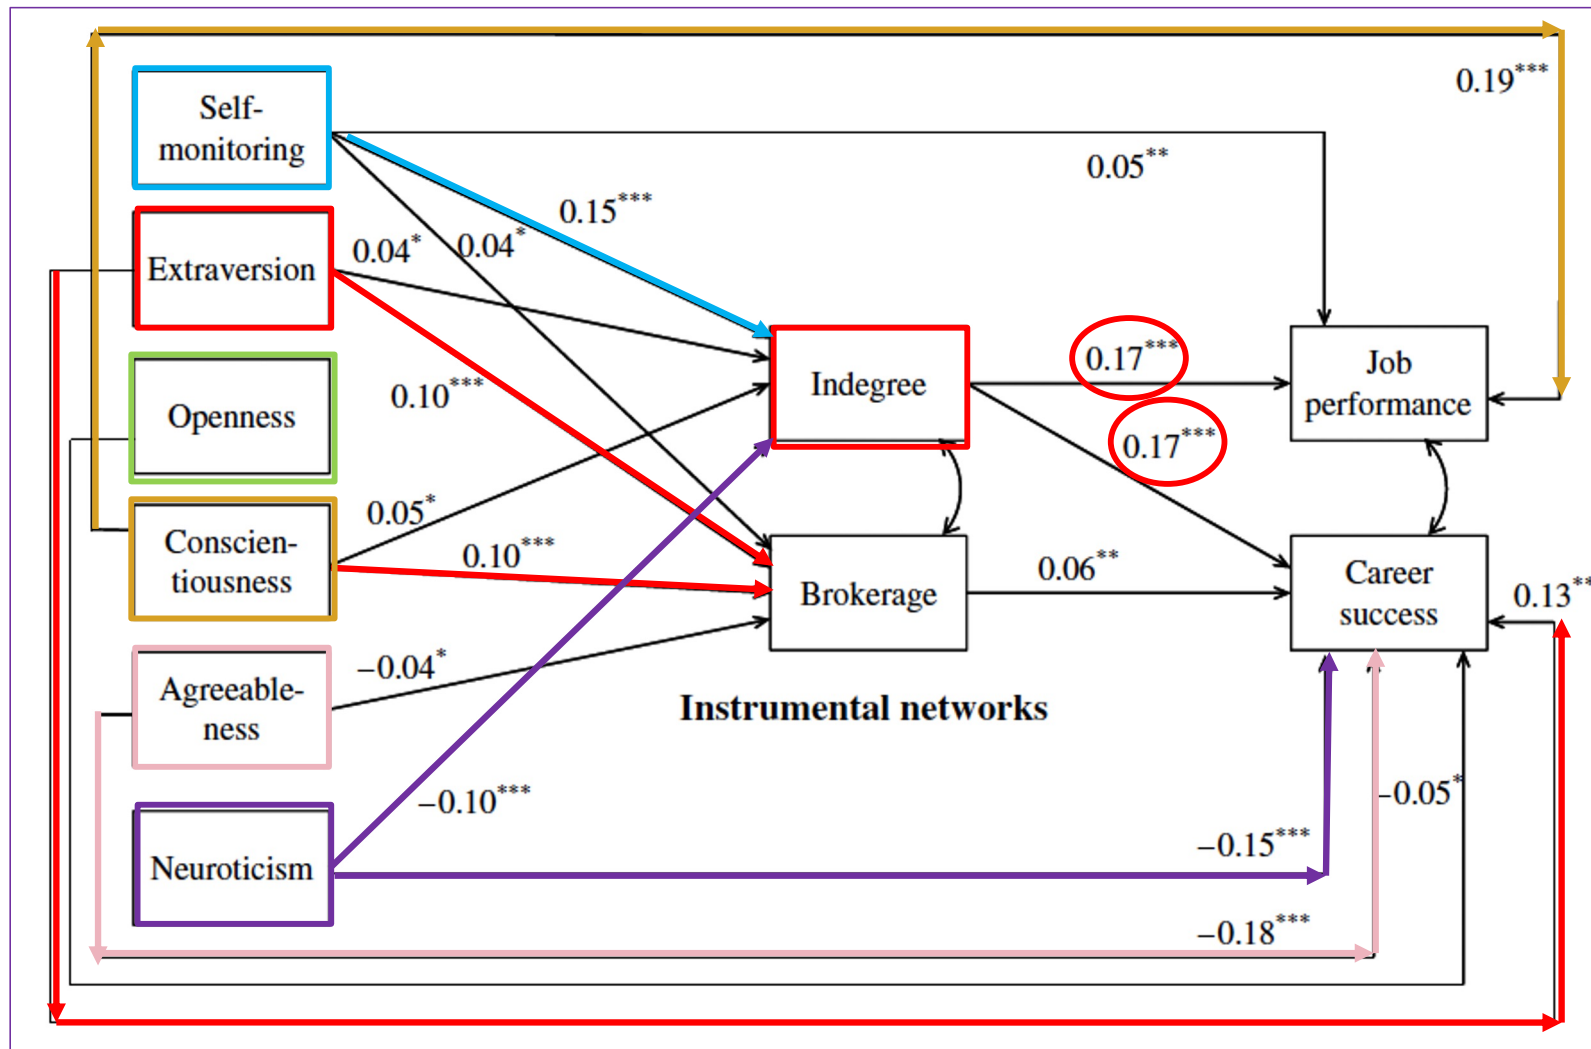 0.19***
Self-
monitoring
0.05**
0.15***
0.04*
0.04*
Extraversion
0.17***
Job
performance
Indegree
0.10***
Openness
0.17***
0.05*
Conscien-
tiousness
0.10***
0.06**
Brokerage
Career
success
0.13**
−0.04*
Agreeable-
ness
Instrumental networks
−0.10***
−0.05*
Neuroticism
−0.15***
−0.18***